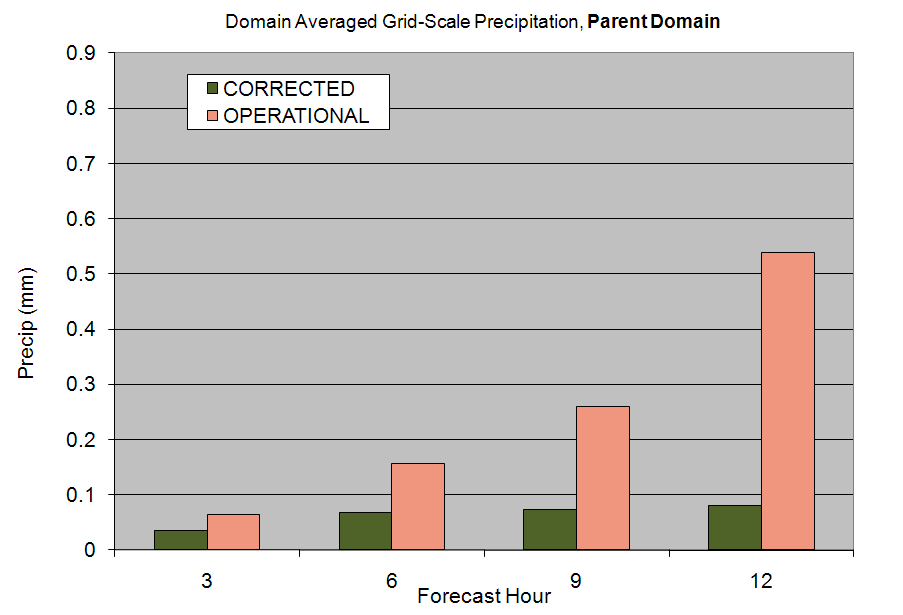 Domain Averaged Grid-Scale Precipitation, Parent Domain
CORRECTED
OPERATIONAL
0.9
0.8
0.7
0.6
0.5
0.4
0.3
0.2
0.1
0
Precip (mm)
3 6 9 12
Forecast Hour